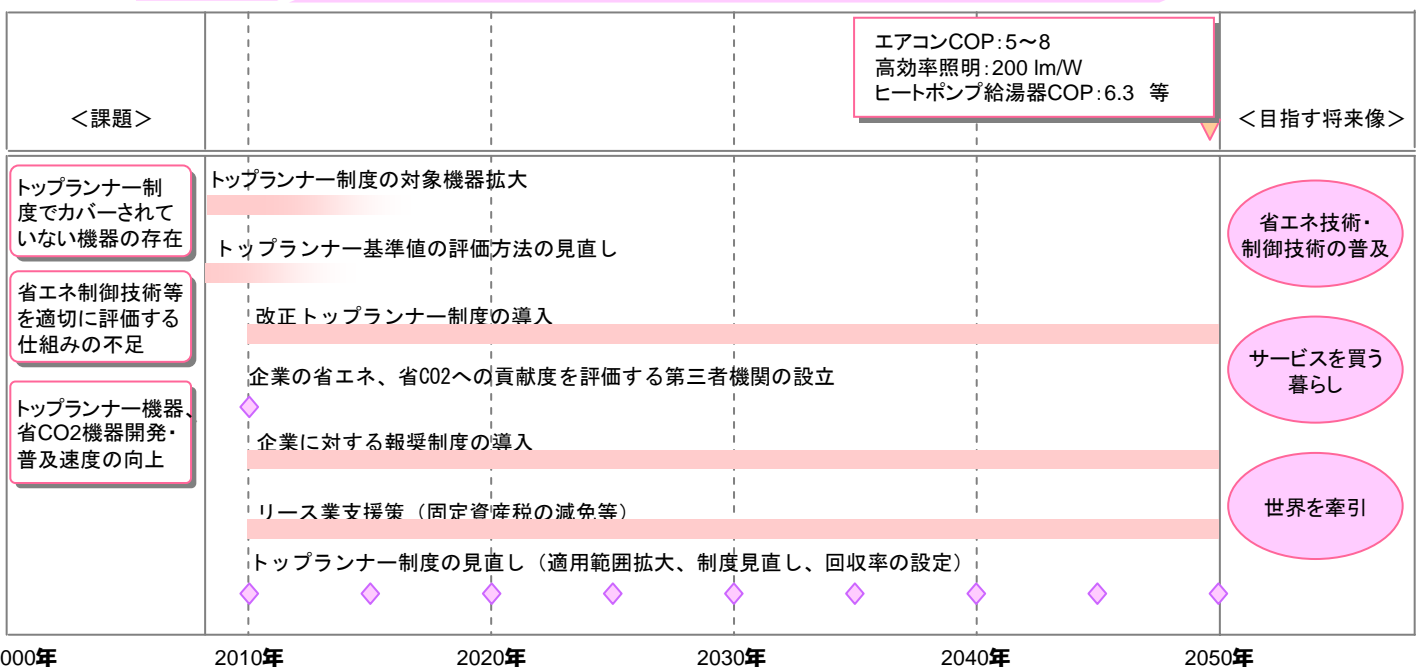 エアコンCOP:5～8
高効率照明:200 lm/W
ヒートポンプ給湯器COP:6.3 等
＜課題＞
＜目指す将来像＞
トップランナー制
度でカバーされて
いない機器の存在
省エネ制御技術等
を適切に評価する
仕組みの不足
トップランナー機器、
省CO2機器開発・
普及速度の向上
トップランナー制度の対象機器拡大
トップランナー基準値の評価方法の見直し
改正トップランナー制度の導入
企業の省エネ、省CO2への貢献度を評価する第三者機関の設立
企業に対する報奨制度の導入
リース業支援策（固定資産税の減免等）
トップランナー制度の見直し（適用範囲拡大、制度見直し、回収率の設定）
省エネ技術・
制御技術の普及
サービスを買う
暮らし
世界を牽引
000年 2010年 2020年 2030年 2040年 2050年